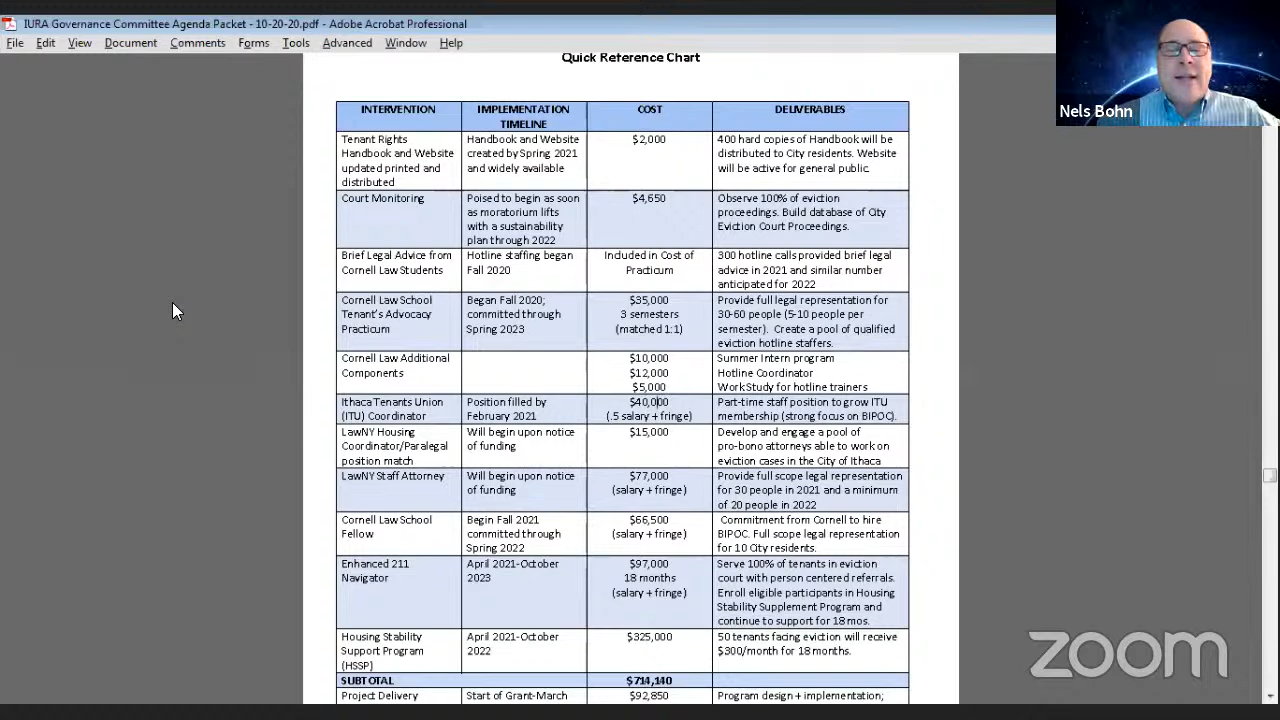 IURA Governance Committee Agenda Packet - 10-20-20.pdf - Adobe Acrobat Professional
File Edit View Document Comments Forms Tools Advanced Window Help
Nels Bohn
Quick Reference Chart
INTERVENTION
IMPLEMENTATION
TIMELINE
COST
DELIVERABLES
Tenant Rights
Handbook and Website
updated printed and
distributed
Handbook and Website
created by Spring 2021
and widely available
$2,000
400 hard copies of Handbook will be
distributed to City residents. Website
will be active for general public.
Court Monitoring
Poised to begin as soon
as moratorium lifts
with a sustainability
plan through 2022
$4,650
Observe 100% of eviction
proceedings. Build database of City
Eviction Court Proceedings.
Brief Legal Advice from
Cornell Law Students
Hotline staffing began
Fall 2020
Included in Cost of
Practicum
300 hotline calls provided brief legal
advice in 2021 and similar number
anticipated for 2022
Cornell Law School
Tenant's Advocacy
Practicum
Began Fall 2020;
committed through
Spring 2023
$35,000
3 semesters
(matched 1:1)
Provide full legal representation for
30-60 people (5-10 people per
semester). Create a pool of qualified
eviction hotline staffers.
Cornell Law Additional
Components
$10,000
$12,000
$5,000
Summer Intern program
Hotline Coordinator
Work Study for hotline trainers
Ithaca Tenants Union
(ITU) Coordinator
Position filled by
February 2021
$40,000
(.5 salary + fringe)
Part-time staff position to grow ITU
membership (strong focus on BIPOC).
LawNY Housing
Coordinator/Paralegal
position match
Will begin upon notice
of funding
$15,000
Develop and engage a pool of
pro-bono attorneys able to work on
eviction cases in the City of Ithaca
LawNY Staff Attorney
Will begin upon notice
of funding
$77,000
(salary + fringe)
Provide full scope legal representation
for 30 people in 2021 and a minimum
of 20 people in 2022
Cornell Law School
Fellow
Begin Fall 2021
committed through
Spring 2022
$66,500
(salary + fringe)
Commitment from Cornell to hire
BIPOC. Full scope legal representation
for 10 City residents.
Enhanced 211
Navigator
April 2021-October
2023
$97,000
18 months
(salary + fringe)
Serve 100% of tenants in eviction
court with person centered referrals.
Enroll eligible participants in Housing
Stability Supplement Program and
continue to support for 18 mos.
Housing Stability
Support Program
(HSSP)
April 2021-October
2022
$325,000
50 tenants facing eviction will receive
$300/month for 18 months.
SUBTOTAL
$714,140
Project Delivery
Start of Grant-March
$92,850
Program design + implementation;
zoom